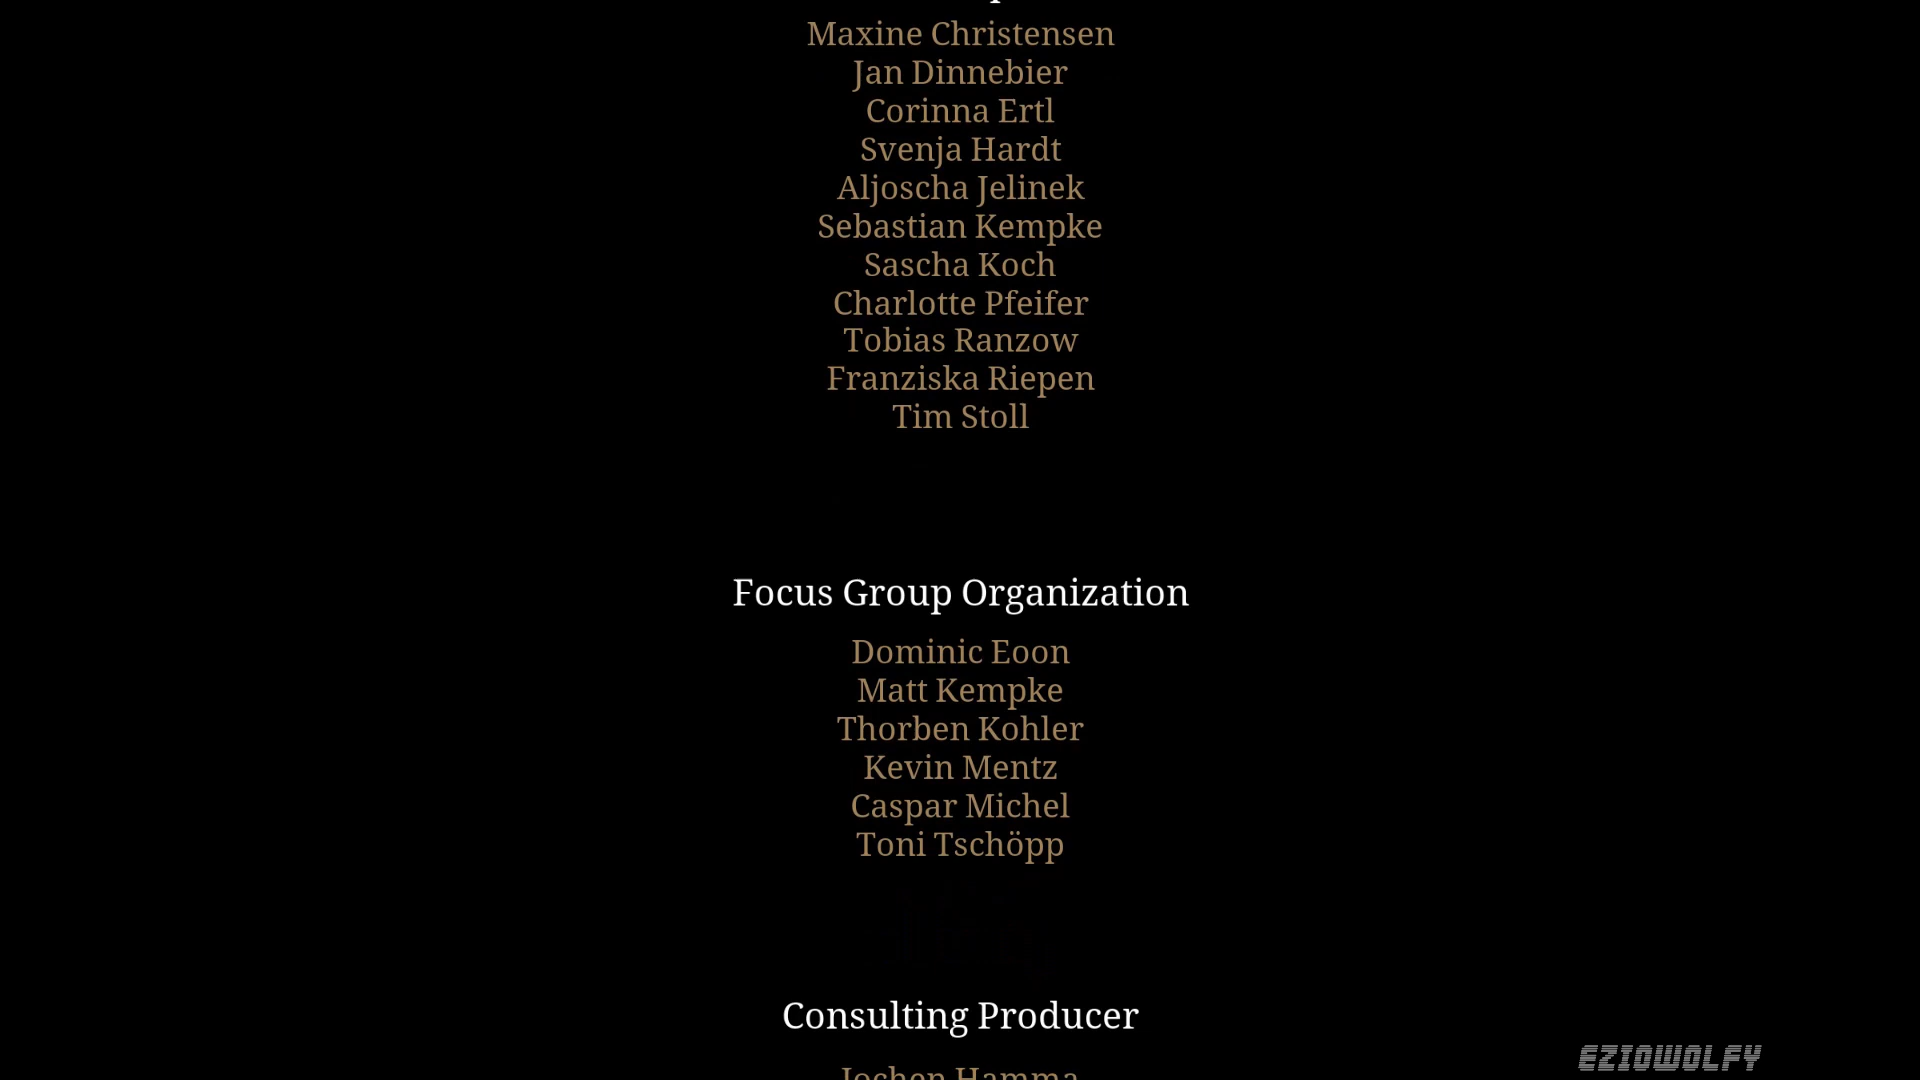 Maxine Christensen
Jan Dinnebier
Corinna Ertl
Svenja Hardt
Aljoscha Jelinek
Sebastian Kempke
Sascha Koch
Charlotte Pfeifer
Tobias Ranzow
Franziska Riepen
Tim Stoll
Focus Group Organization
Dominic Eoon
Matt Kempke
Thorben Kohler
Kevin Mentz
Caspar Michel
Toni Tschöpp
Consulting Producer
Jochen Hamma
EZIOWOLFY